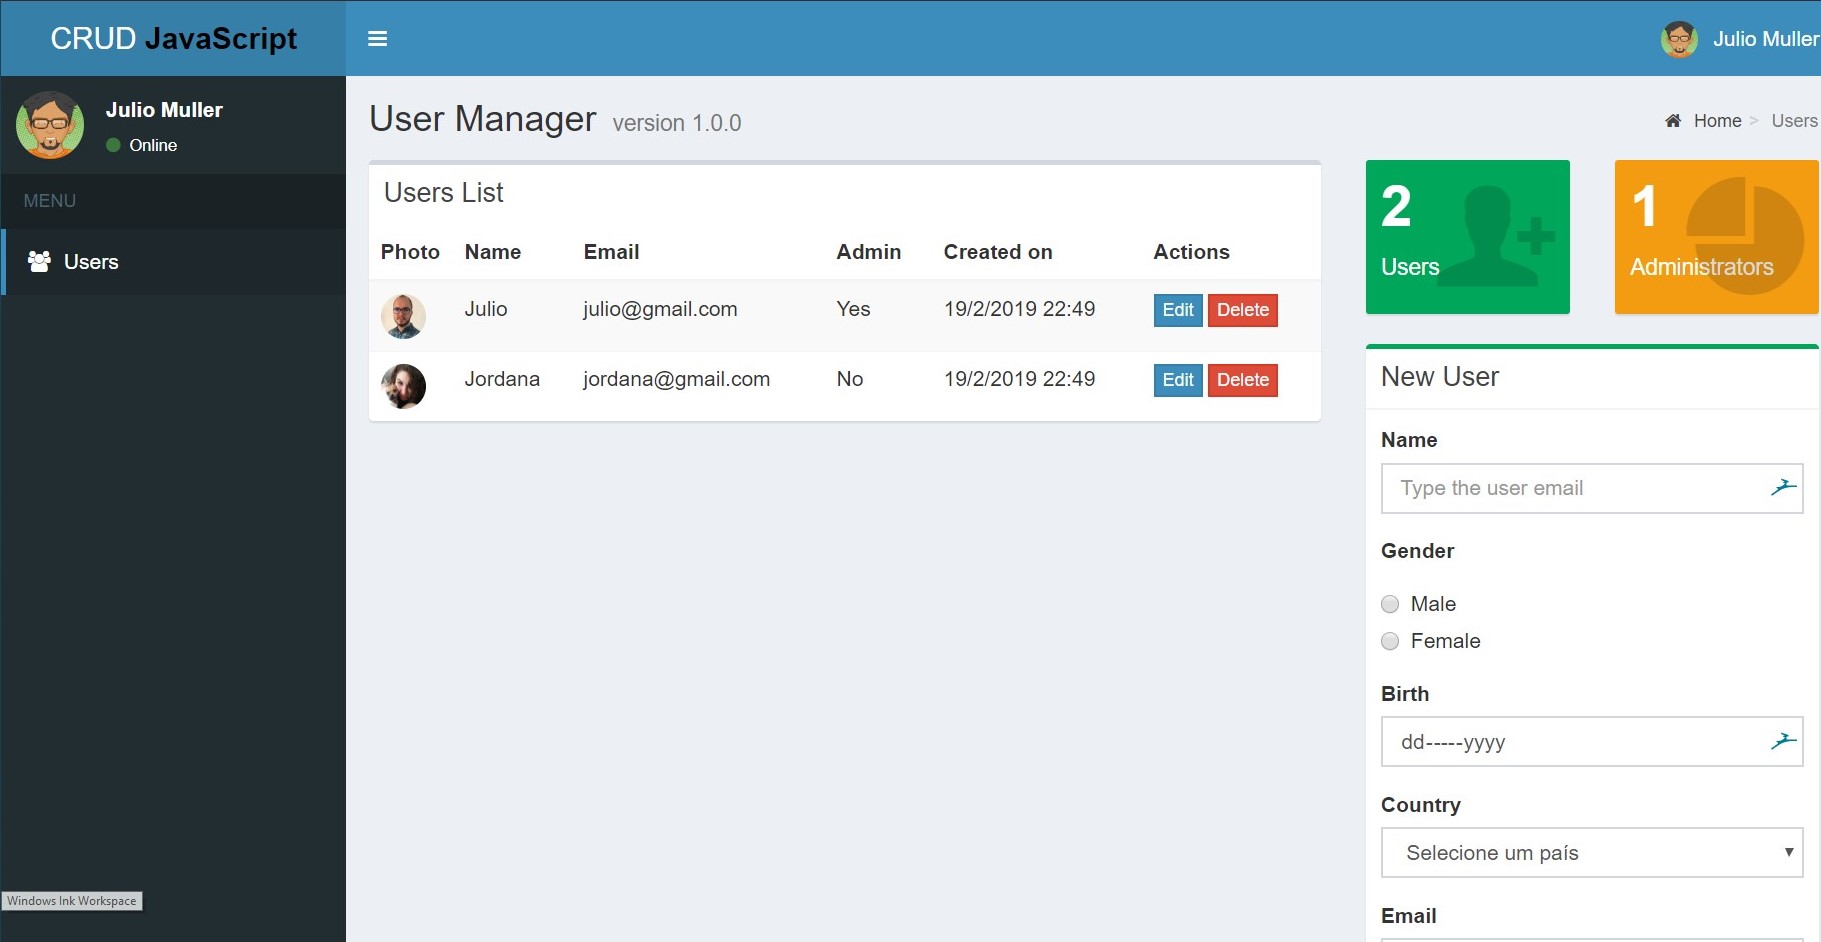 CRUD JavaScript
Julio Muller
Julio Muller
Online
MENU
Users
User Manager version 1.0.0
Home > Users
Users List
Photo Name Email Admin Created on Actions
Julio julio@gmail.com Yes 19/2/2019 22:49 Edit Delete
Jordana jordana@gmail.com No 19/2/2019 22:49 Edit Delete
2
Users
1
Administrators
New User
Name
Type the user email
Gender
Male
Female
Birth
dd-----yyyy
Country
Selecione um país
Email
Windows Ink Workspace